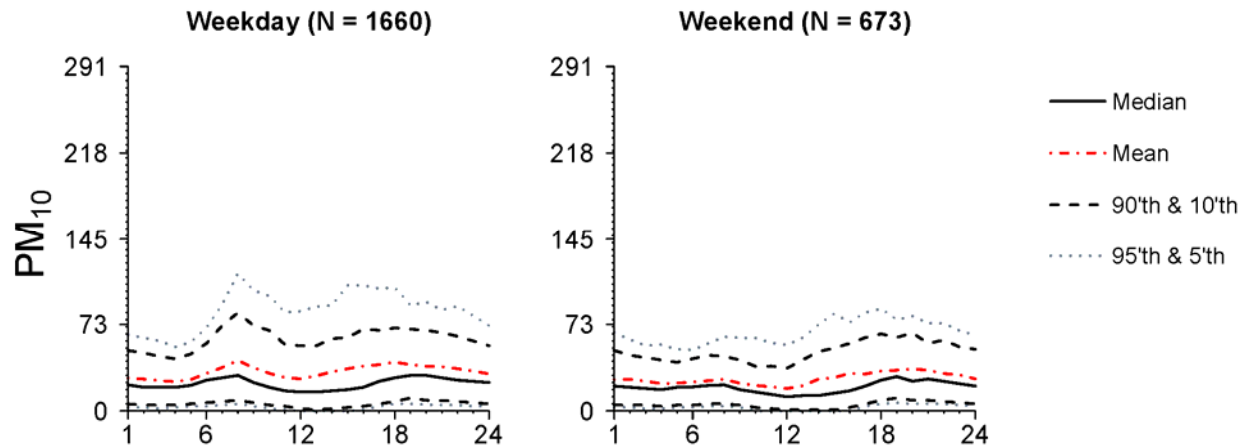 Weekday (N = 1660)
Weekend (N = 673)
PM10
291
218
145
73
0
1 6 12 18 24
291
218
145
73
0
1 6 12 18 24
Median
Mean
90'th & 10'th
95'th & 5'th